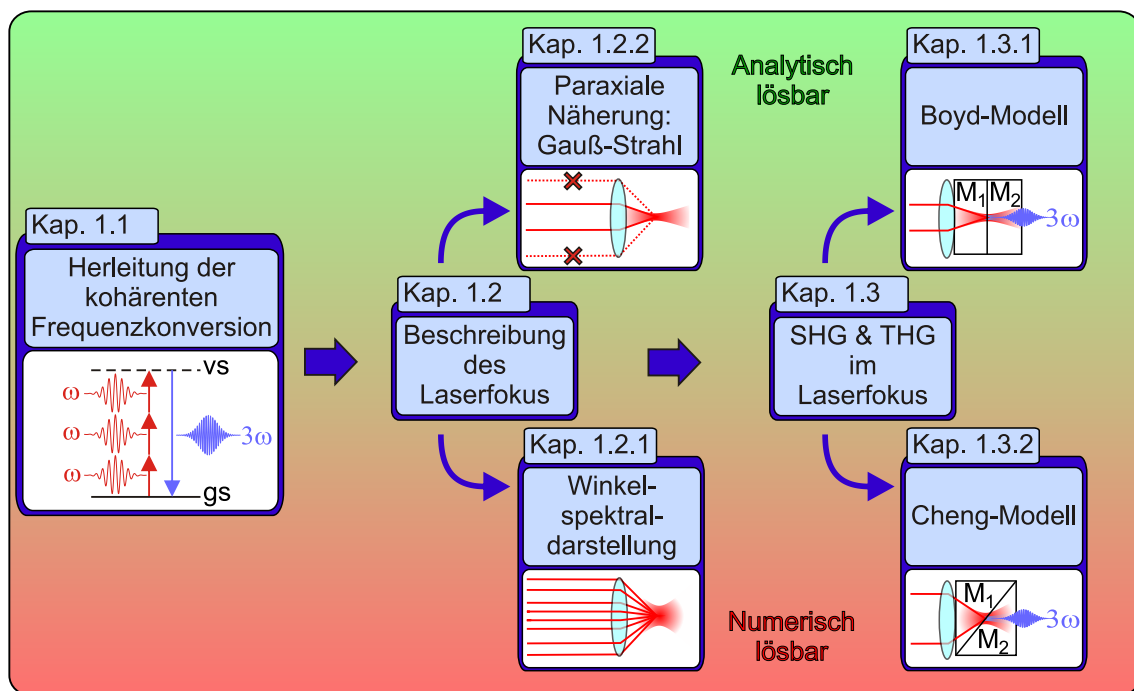 Kap. 1.1
Herleitung der
kohärenten
Frequenzkonversion
vs
ω
ω
ω
3ω
gs
Kap. 1.2
Beschreibung
des
Laserfokus
Kap. 1.2.2
Paraxiale
Näherung:
Gauß-Strahl
Kap. 1.2.1
Winkel-
spektral-
darstellung
Analytisch
lösbar
Numerisch
lösbar
Kap. 1.3
SHG & THG
im
Laserfokus
Kap. 1.3.1
Boyd-Modell
M₁ M₂
3ω
Kap. 1.3.2
Cheng-Modell
M₁
3ω
M₂